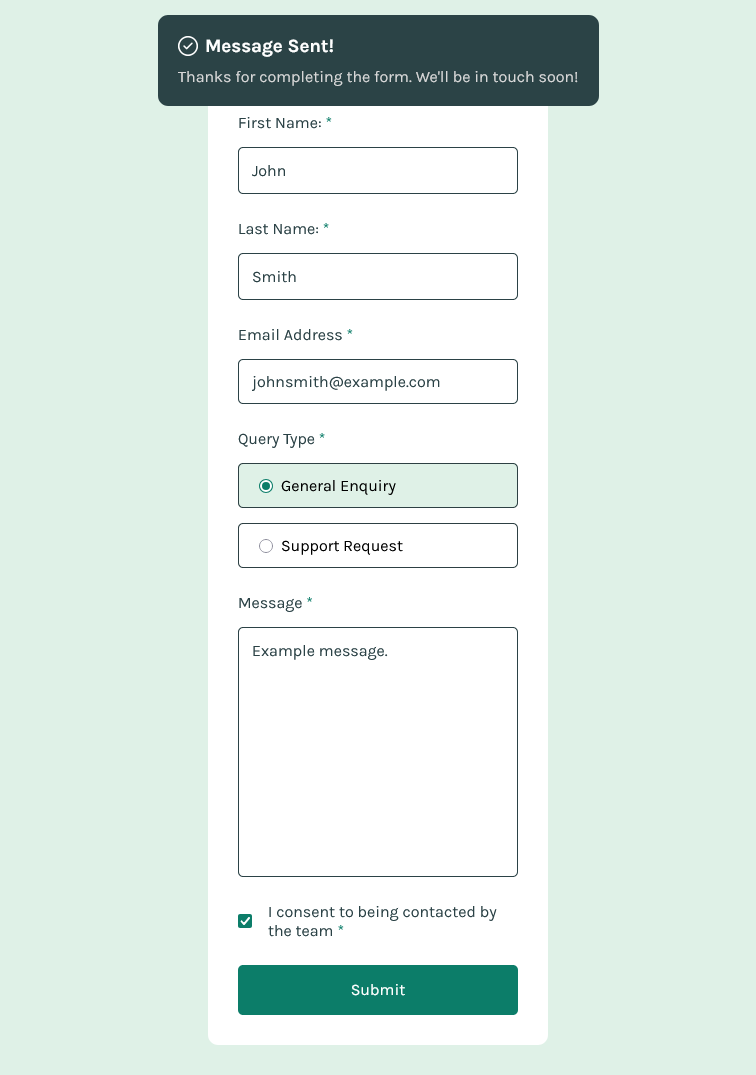 Message Sent!
Thanks for completing the form. We'll be in touch soon!
First Name: *
John
Last Name: *
Smith
Email Address *
johnsmith@example.com
Query Type *
General Enquiry
Support Request
Message *
Example message.
I consent to being contacted by
the team *
Submit